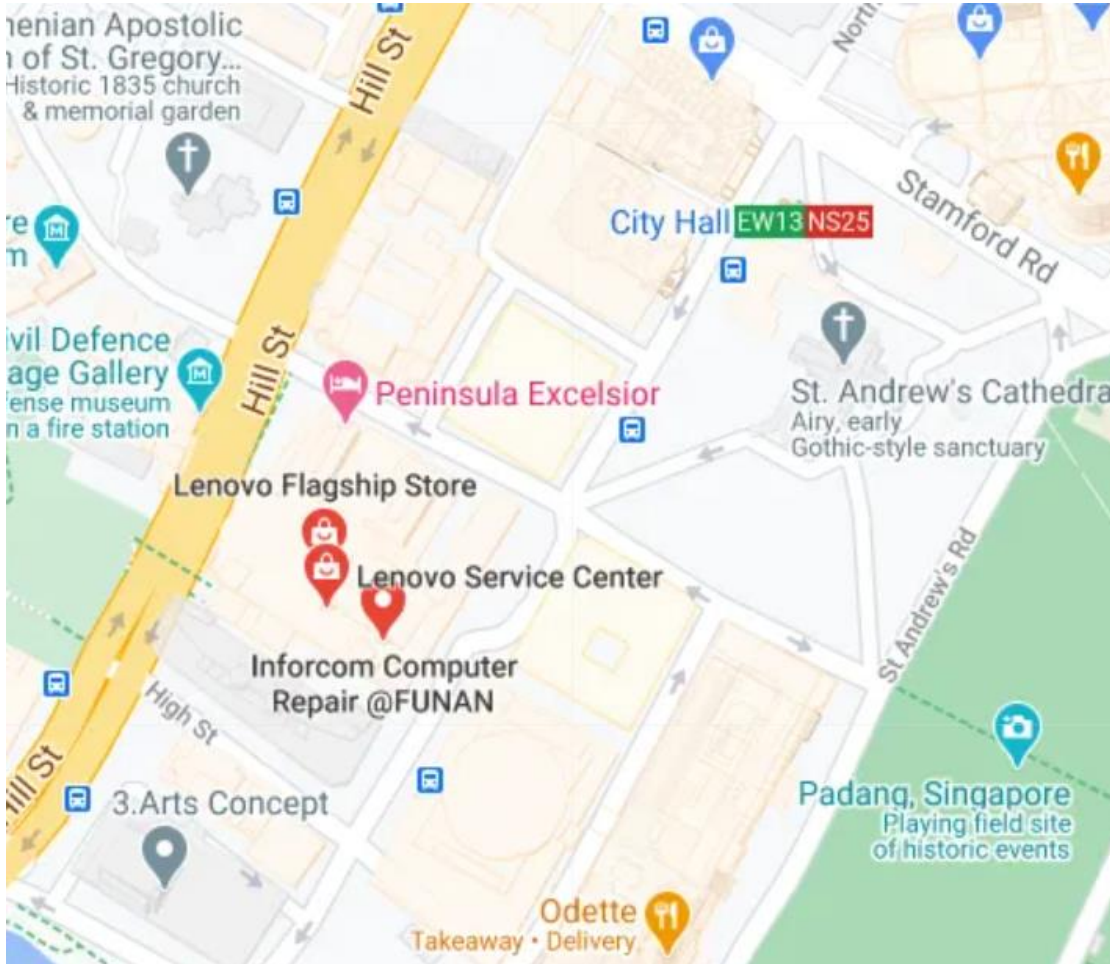 nenian Apostolic
n of St. Gregory...
Historic 1835 church
& memorial garden
Hill St
North
Stamford Rd
City Hall EW13 NS25
re
m
ivil Defence
age Gallery
fense museum
n a fire station
Hill St
Peninsula Excelsior
St. Andrew's Cathedra
Airy, early
Gothic-style sanctuary
Lenovo Flagship Store
Lenovo Service Center
Inforcom Computer
Repair @FUNAN
St Andrew's Rd
High St
Hill St
3.Arts Concept
Padang, Singapore
Playing field site
of historic events
Odette
Takeaway • Delivery